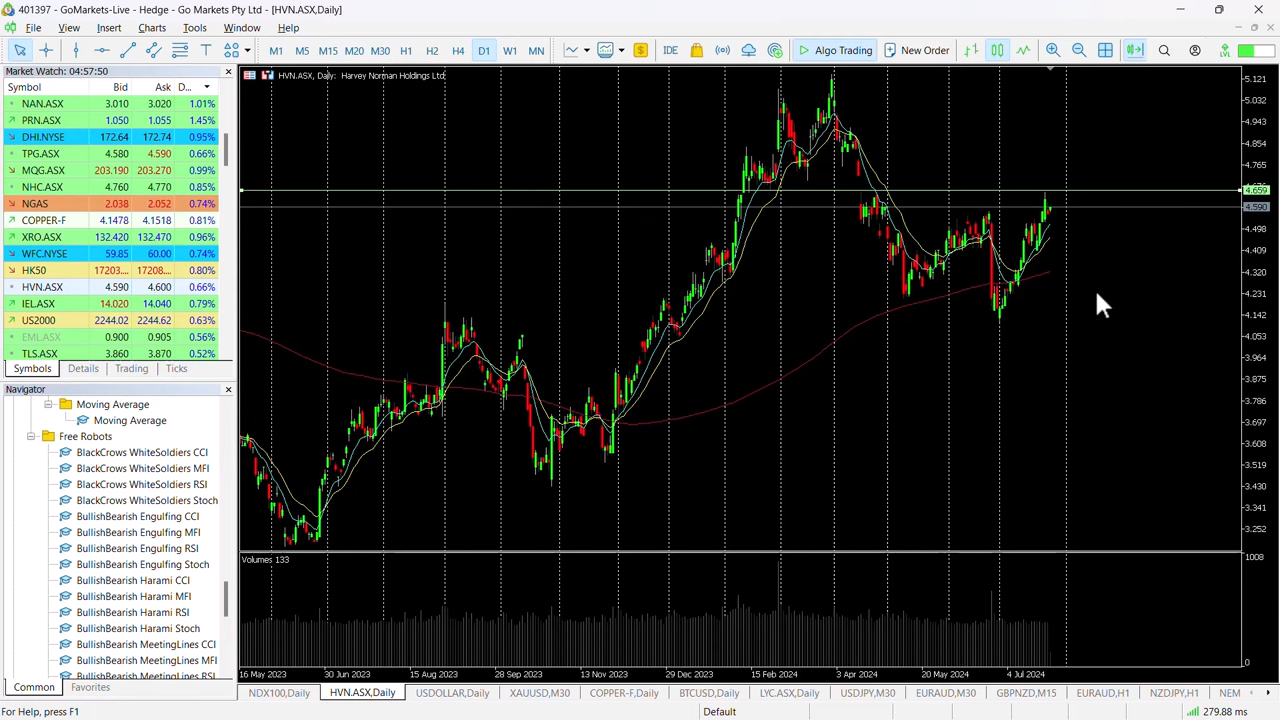 401397 - GoMarkets-Live - Hedge - Go Markets Pty Ltd - [HVN.ASX,Daily]
File View Insert Charts Tools Window Help
M1 M5 M15 M20 M30 H1 H2 H4 D1 W1 MN IDE Algo Trading New Order LVL
Market Watch: 04:57:50
Symbol Bid Ask D...
NAN.ASX 3.010 3.020 1.01%
PRN.ASX 1.050 1.055 1.45%
DHI.NYSE 172.64 172.74 0.95%
TPG.ASX 4.580 4.590 0.66%
MQG.ASX 203.190 203.270 0.99%
NHC.ASX 4.760 4.770 0.85%
NGAS 2.038 2.052 0.74%
COPPER-F 4.1478 4.1518 0.81%
XRO.ASX 132.420 132.470 0.96%
WFC.NYSE 59.85 60.00 0.74%
HK50 17203.... 17208.... 0.80%
HVN.ASX 4.590 4.600 0.66%
IEL.ASX 14.020 14.040 0.79%
US2000 2244.02 2244.62 0.63%
EML.ASX 0.900 0.905 0.56%
TLS.ASX 3.860 3.870 0.52%
Symbols Details Trading Ticks
Navigator
Moving Average
Moving Average
Free Robots
BlackCrows WhiteSoldiers CCI
BlackCrows WhiteSoldiers MFI
BlackCrows WhiteSoldiers RSI
BlackCrows WhiteSoldiers Stoch
BullishBearish Engulfing CCI
BullishBearish Engulfing MFI
BullishBearish Engulfing RSI
BullishBearish Engulfing Stoch
BullishBearish Harami CCI
BullishBearish Harami MFI
BullishBearish Harami RSI
BullishBearish Harami Stoch
BullishBearish MeetingLines CCI
BullishBearish MeetingLines MFI
BullishBearish MeetingLines RSI
Common Favorites
HVN.ASX, Daily: Harvey Norman Holdings Ltd
5.121
5.032
4.943
4.854
4.765
4.659
4.590
4.498
4.409
4.320
4.231
4.142
4.053
3.964
3.875
3.786
3.697
3.608
3.519
3.430
3.341
3.252
Volumes 133
1008
0
16 May 2023 30 Jun 2023 15 Aug 2023 28 Sep 2023 13 Nov 2023 29 Dec 2023 15 Feb 2024 3 Apr 2024 20 May 2024 4 Jul 2024
NDX100,Daily HVN.ASX,Daily USDOLLAR,Daily XAUUSD,M30 COPPER-F,Daily BTCUSD,Daily LYC.ASX,Daily USDJPY,M30 EURAUD,M30 GBPNZD,M15 EURAUD,H1 NZDJPY,H1 NEM
For Help, press F1
Default
279.88 ms